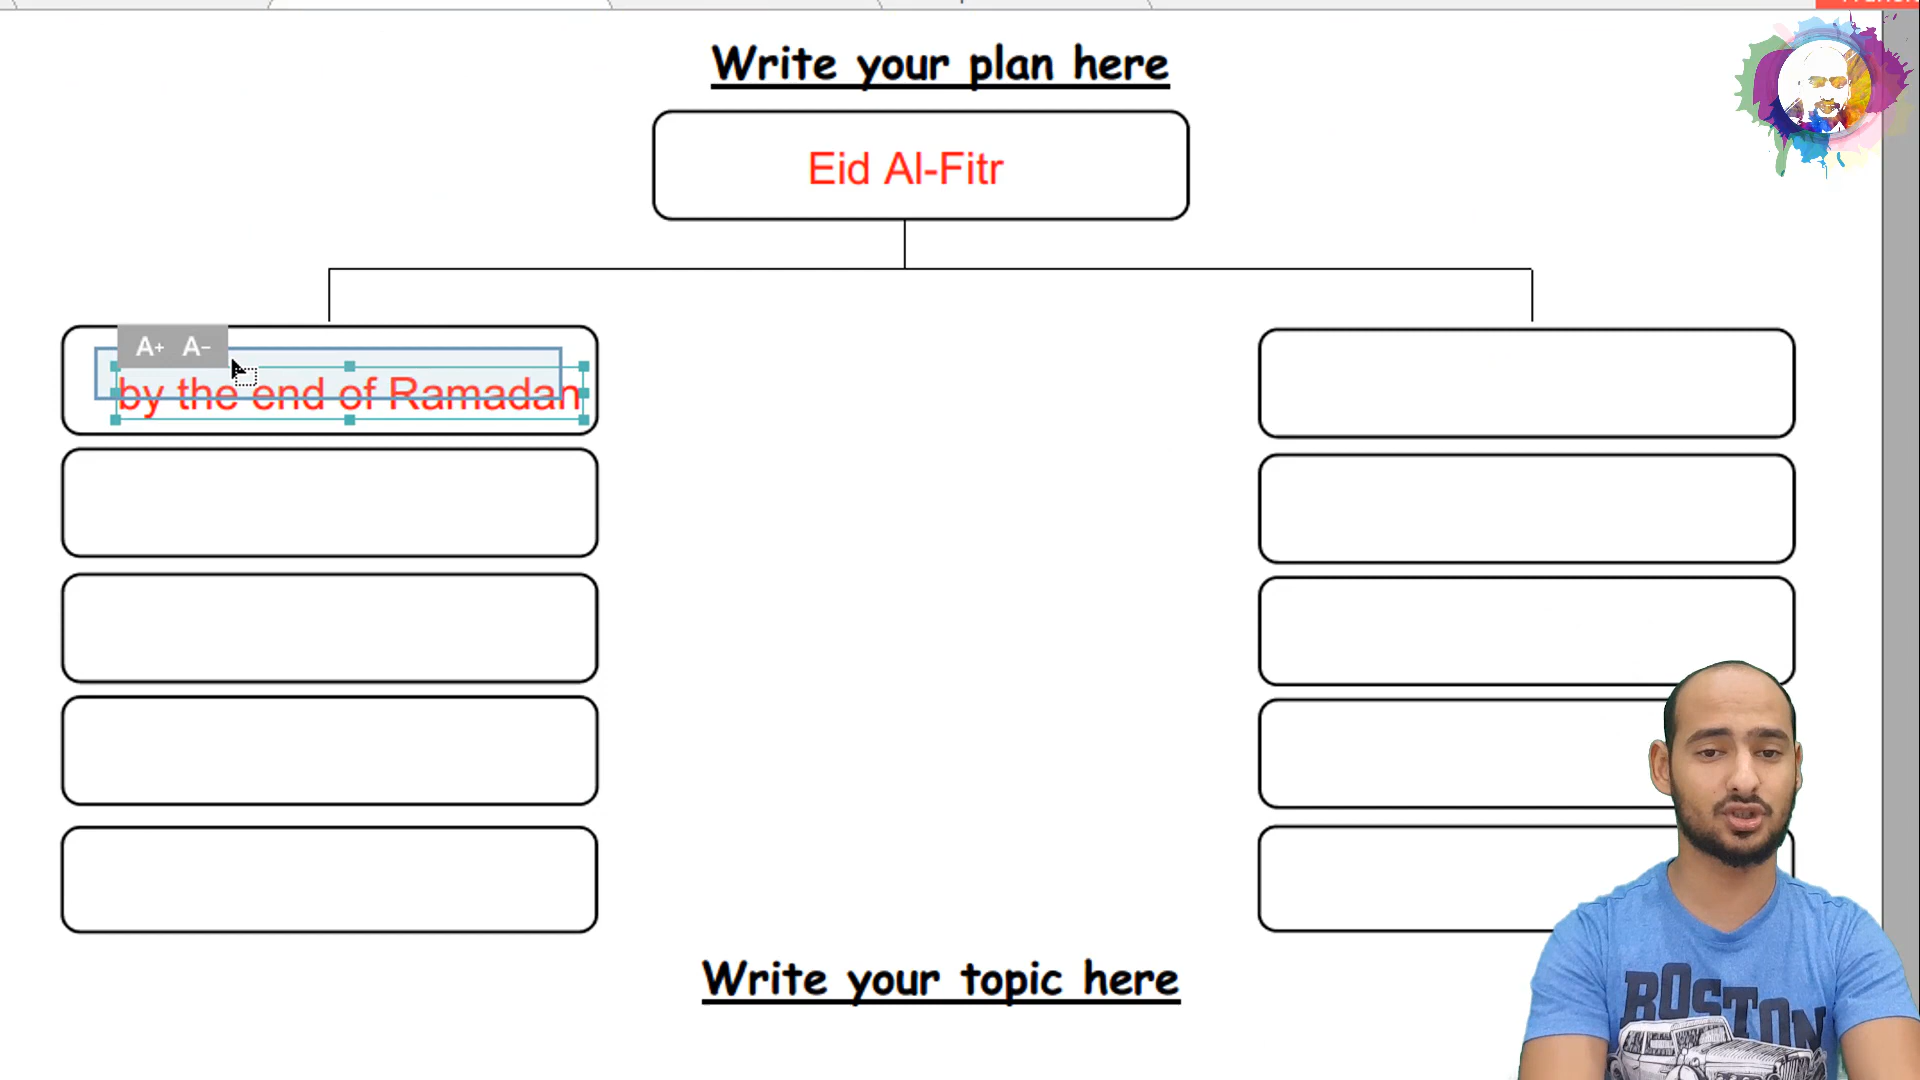 Write your plan here
Eid Al-Fitr
A+ A-
by the end of Ramadan
Write your topic here
BOSTON